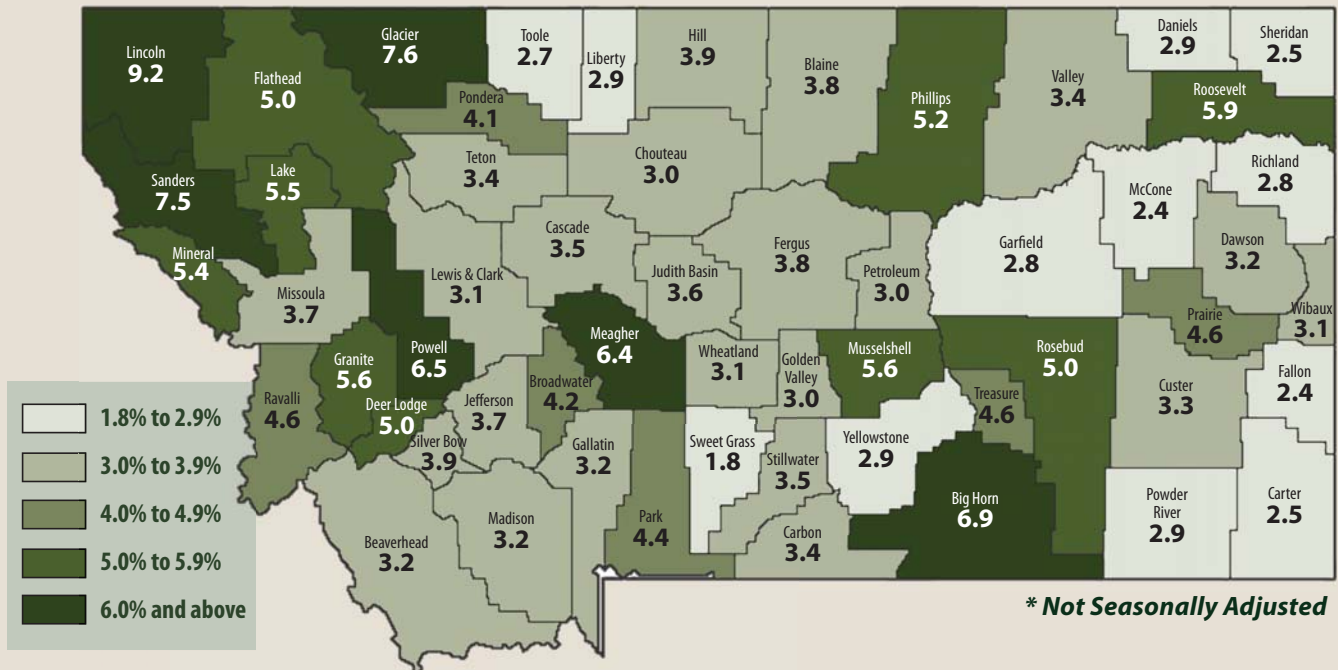 Lincoln
9.2
Flathead
5.0
Glacier
7.6
Toole
2.7
Liberty
2.9
Hill
3.9
Blaine
3.8
Phillips
5.2
Valley
3.4
Daniels
2.9
Sheridan
2.5
Roosevelt
5.9
Pondera
4.1
Teton
3.4
Chouteau
3.0
Richland
2.8
McCone
2.4
Sanders
7.5
Lake
5.5
Mineral
5.4
Missoula
3.7
Lewis & Clark
3.1
Cascade
3.5
Judith Basin
3.6
Fergus
3.8
Petroleum
3.0
Garfield
2.8
Dawson
3.2
Prairie
4.6
Wibaux
3.1
Powell
6.5
Granite
5.6
Deer Lodge
5.0
Ravalli
4.6
Silver Bow
3.9
Jefferson
3.7
Broadwater
4.2
Meagher
6.4
Wheatland
3.1
Golden
Valley
3.0
Musselshell
5.6
Rosebud
5.0
Treasure
4.6
Custer
3.3
Fallon
2.4
Gallatin
3.2
Sweet Grass
1.8
Stillwater
3.5
Yellowstone
2.9
Big Horn
6.9
Powder
River
2.9
Carter
2.5
Beaverhead
3.2
Madison
3.2
Park
4.4
Carbon
3.4
1.8% to 2.9%
3.0% to 3.9%
4.0% to 4.9%
5.0% to 5.9%
6.0% and above
* Not Seasonally Adjusted